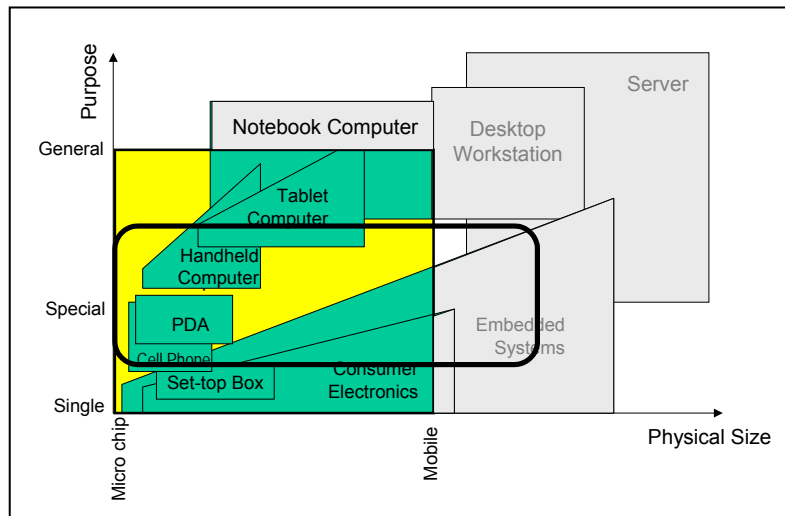 Purpose
Server
Notebook Computer
Desktop
Workstation
General
Tablet
Computer
Handheld
Computer
Special
PDA
Embedded
Systems
Cell Phone
Consumer
Electronics
Set-top Box
Single
Micro chip
Mobile
Physical Size